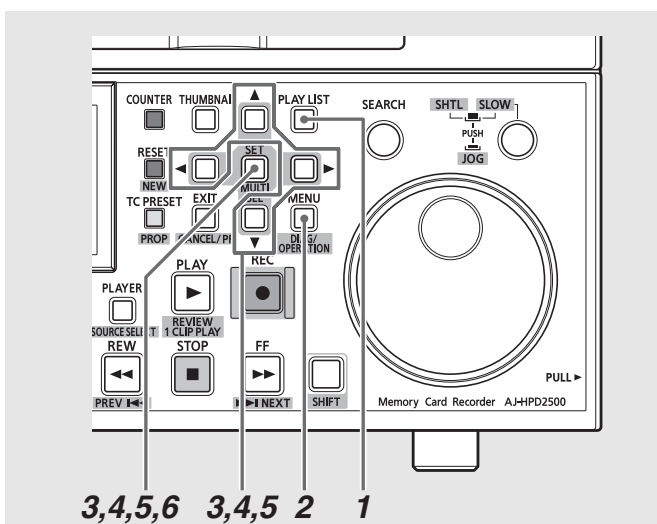 COUNTER THUMBNAI PLAY LIST SEARCH SHTL SLOW
PUSH
JOG
RESET SET
NEW MULTI
TC PRESET EXIT SEL MENU
PROP CANCEL/PR DIAG/
OPERATION
PLAY REC
PLAYER
REVIEW
SOURCE SELECT 1 CLIP PLAY
REW STOP FF
PULL
PREV NEXT SHIFT Memory Card Recorder AJ-HPD2500
3,4,5,6 3,4,5 2 1